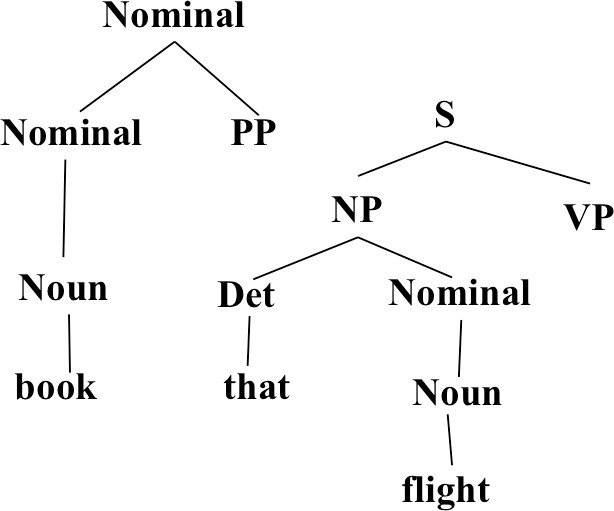 Nominal
Nominal PP
S
NP VP
Noun Det Nominal
book that Noun
flight